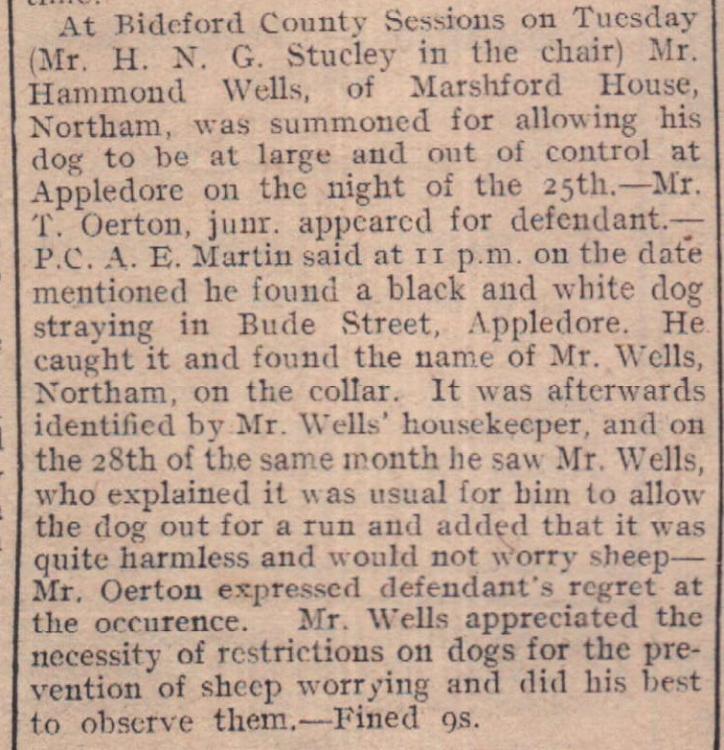 At Bideford County Sessions on Tuesday
(Mr. H. N. G. Stucley in the chair) Mr.
Hammond Wells, of Marshford House,
Northam, was summoned for allowing his
dog to be at large and out of control at
Appledore on the night of the 25th.—Mr.
T. Oerton, junr. appeared for defendant.—
P.C. A. E. Martin said at 11 p.m. on the date
mentioned he found a black and white dog
straying in Bude Street, Appledore. He
caught it and found the name of Mr. Wells,
Northam, on the collar. It was afterwards
identified by Mr. Wells' housekeeper, and on
the 28th of the same month he saw Mr. Wells,
who explained it was usual for him to allow
the dog out for a run and added that it was
quite harmless and would not worry sheep—
Mr. Oerton expressed defendant's regret at
the occurence. Mr. Wells appreciated the
necessity of restrictions on dogs for the pre-
vention of sheep worrying and did his best
to observe them.—Fined 9s.